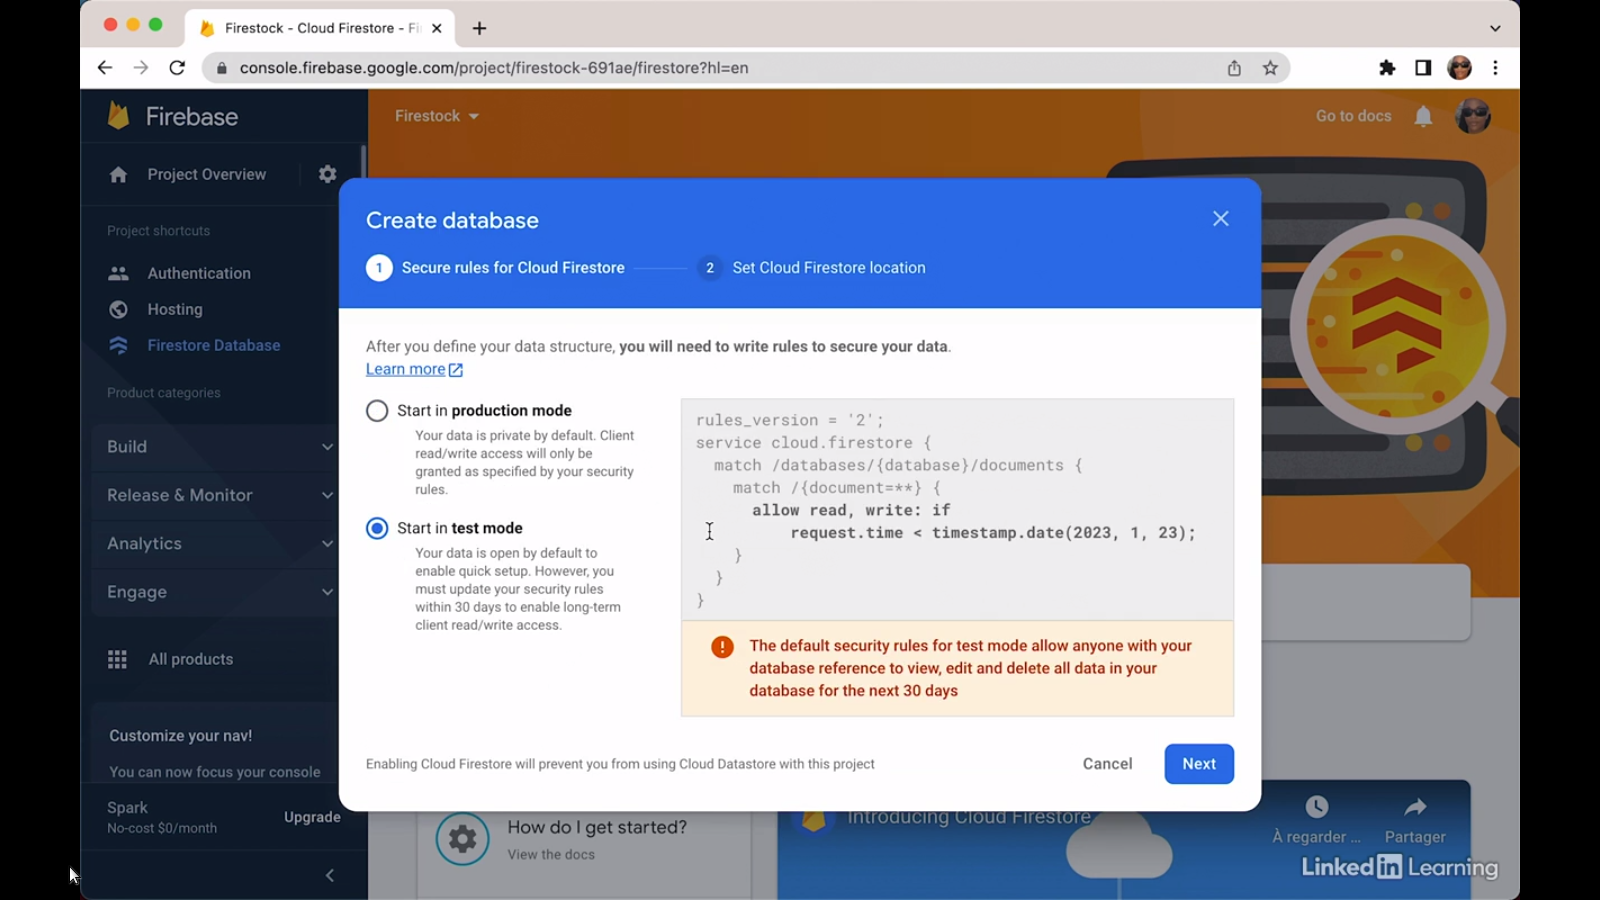 Firestock - Cloud Firestore - Fi
console.firebase.google.com/project/firestock-691ae/firestore?hl=en
Firebase
Firestock
Go to docs
Project Overview
Project shortcuts
Authentication
Hosting
Firestore Database
Product categories
Build
Release & Monitor
Analytics
Engage
All products
Customize your nav!
You can now focus your console
Spark
No-cost $0/month
Upgrade
Create database
1 Secure rules for Cloud Firestore
2 Set Cloud Firestore location
After you define your data structure, you will need to write rules to secure your data.
Learn more
Start in production mode
Your data is private by default. Client
read/write access will only be
granted as specified by your security
rules.
Start in test mode
Your data is open by default to
enable quick setup. However, you
must update your security rules
within 30 days to enable long-term
client read/write access.
rules_version = '2';
service cloud.firestore {
match /databases/{database}/documents {
match /{document=**} {
allow read, write: if
request.time < timestamp.date(2023, 1, 23);
}
}
}
The default security rules for test mode allow anyone with your
database reference to view, edit and delete all data in your
database for the next 30 days
Enabling Cloud Firestore will prevent you from using Cloud Datastore with this project
Cancel
Next
How do I get started?
View the docs
Introducing Cloud Firestore
À regarder ...
Partager
LinkedIn Learning